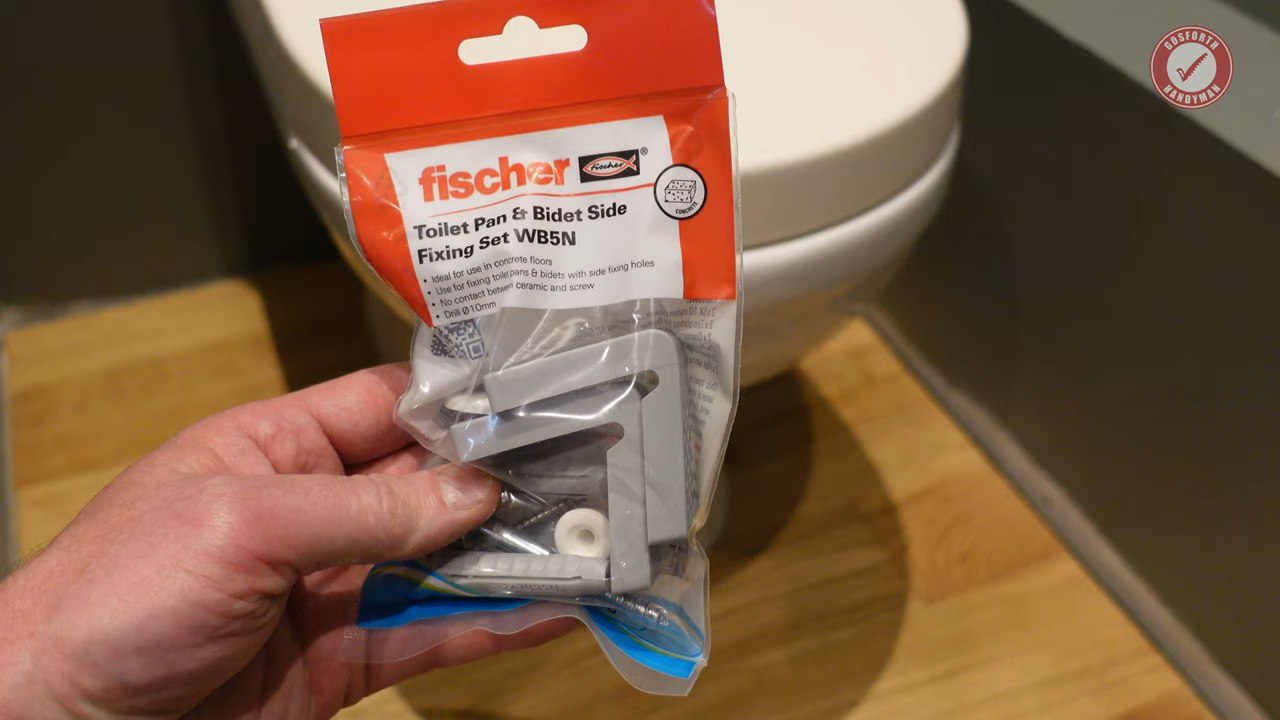 GOSFORTH
HANDYMAN
fischer
fischer ®
CONCRETE
Toilet Pan & Bidet Side
Fixing Set WB5N
• Ideal for use in concrete floors
• Use for fixing toilet pans & bidets with side fixing holes
• No contact between ceramic and screw
• Drill Ø10mm